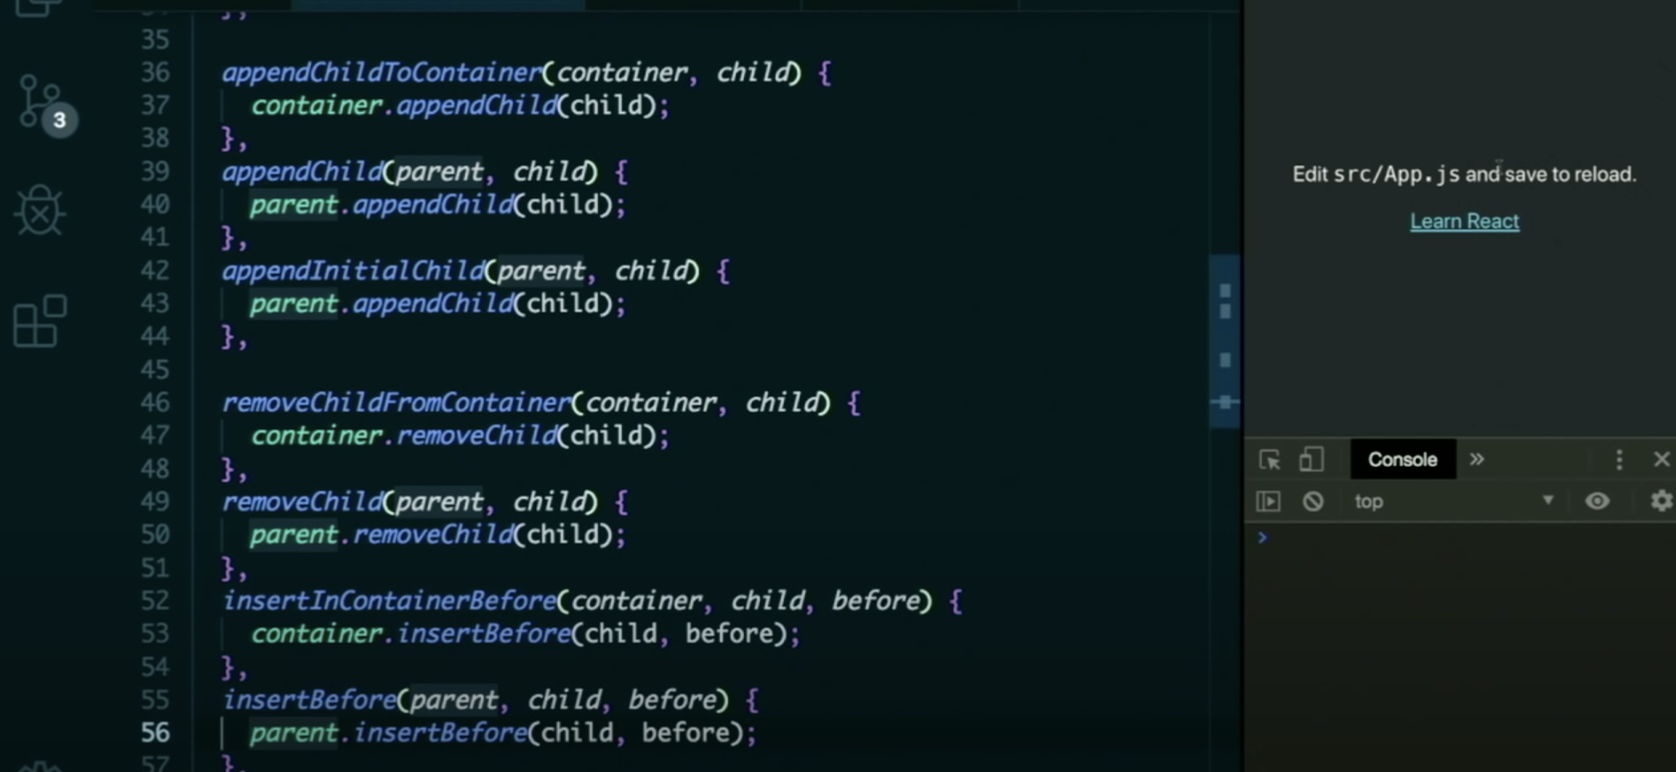 3
34 },
35
36 appendChildToContainer(container, child) {
37 container.appendChild(child);
38 },
39 appendChild(parent, child) {
40 parent.appendChild(child);
41 },
42 appendInitialChild(parent, child) {
43 parent.appendChild(child);
44 },
45
46 removeChildFromContainer(container, child) {
47 container.removeChild(child);
48 },
49 removeChild(parent, child) {
50 parent.removeChild(child);
51 },
52 insertInContainerBefore(container, child, before) {
53 container.insertBefore(child, before);
54 },
55 insertBefore(parent, child, before) {
56 parent.insertBefore(child, before);
57 },
Edit src/App.js and save to reload.
Learn React
Console
top